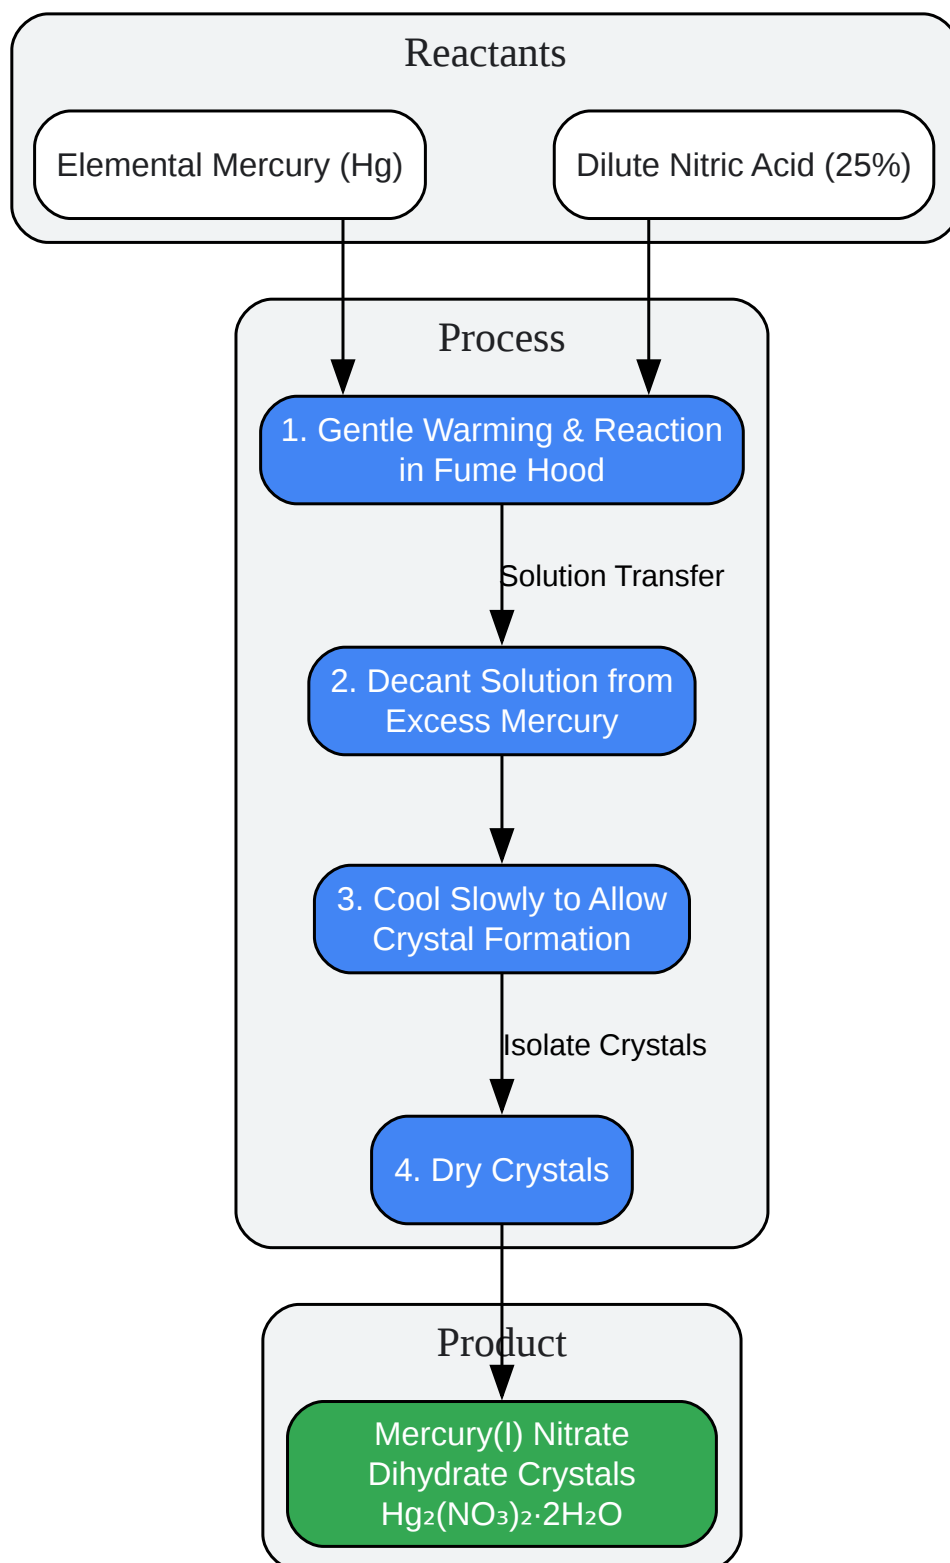 Reactants
Elemental Mercury (Hg)
Dilute Nitric Acid (25%)
Process
1. Gentle Warming & Reaction
in Fume Hood
Solution Transfer
2. Decant Solution from
Excess Mercury
3. Cool Slowly to Allow
Crystal Formation
Isolate Crystals
4. Dry Crystals
Product
Mercury(I) Nitrate
Dihydrate Crystals
Hg₂(NO₃)₂·2H₂O